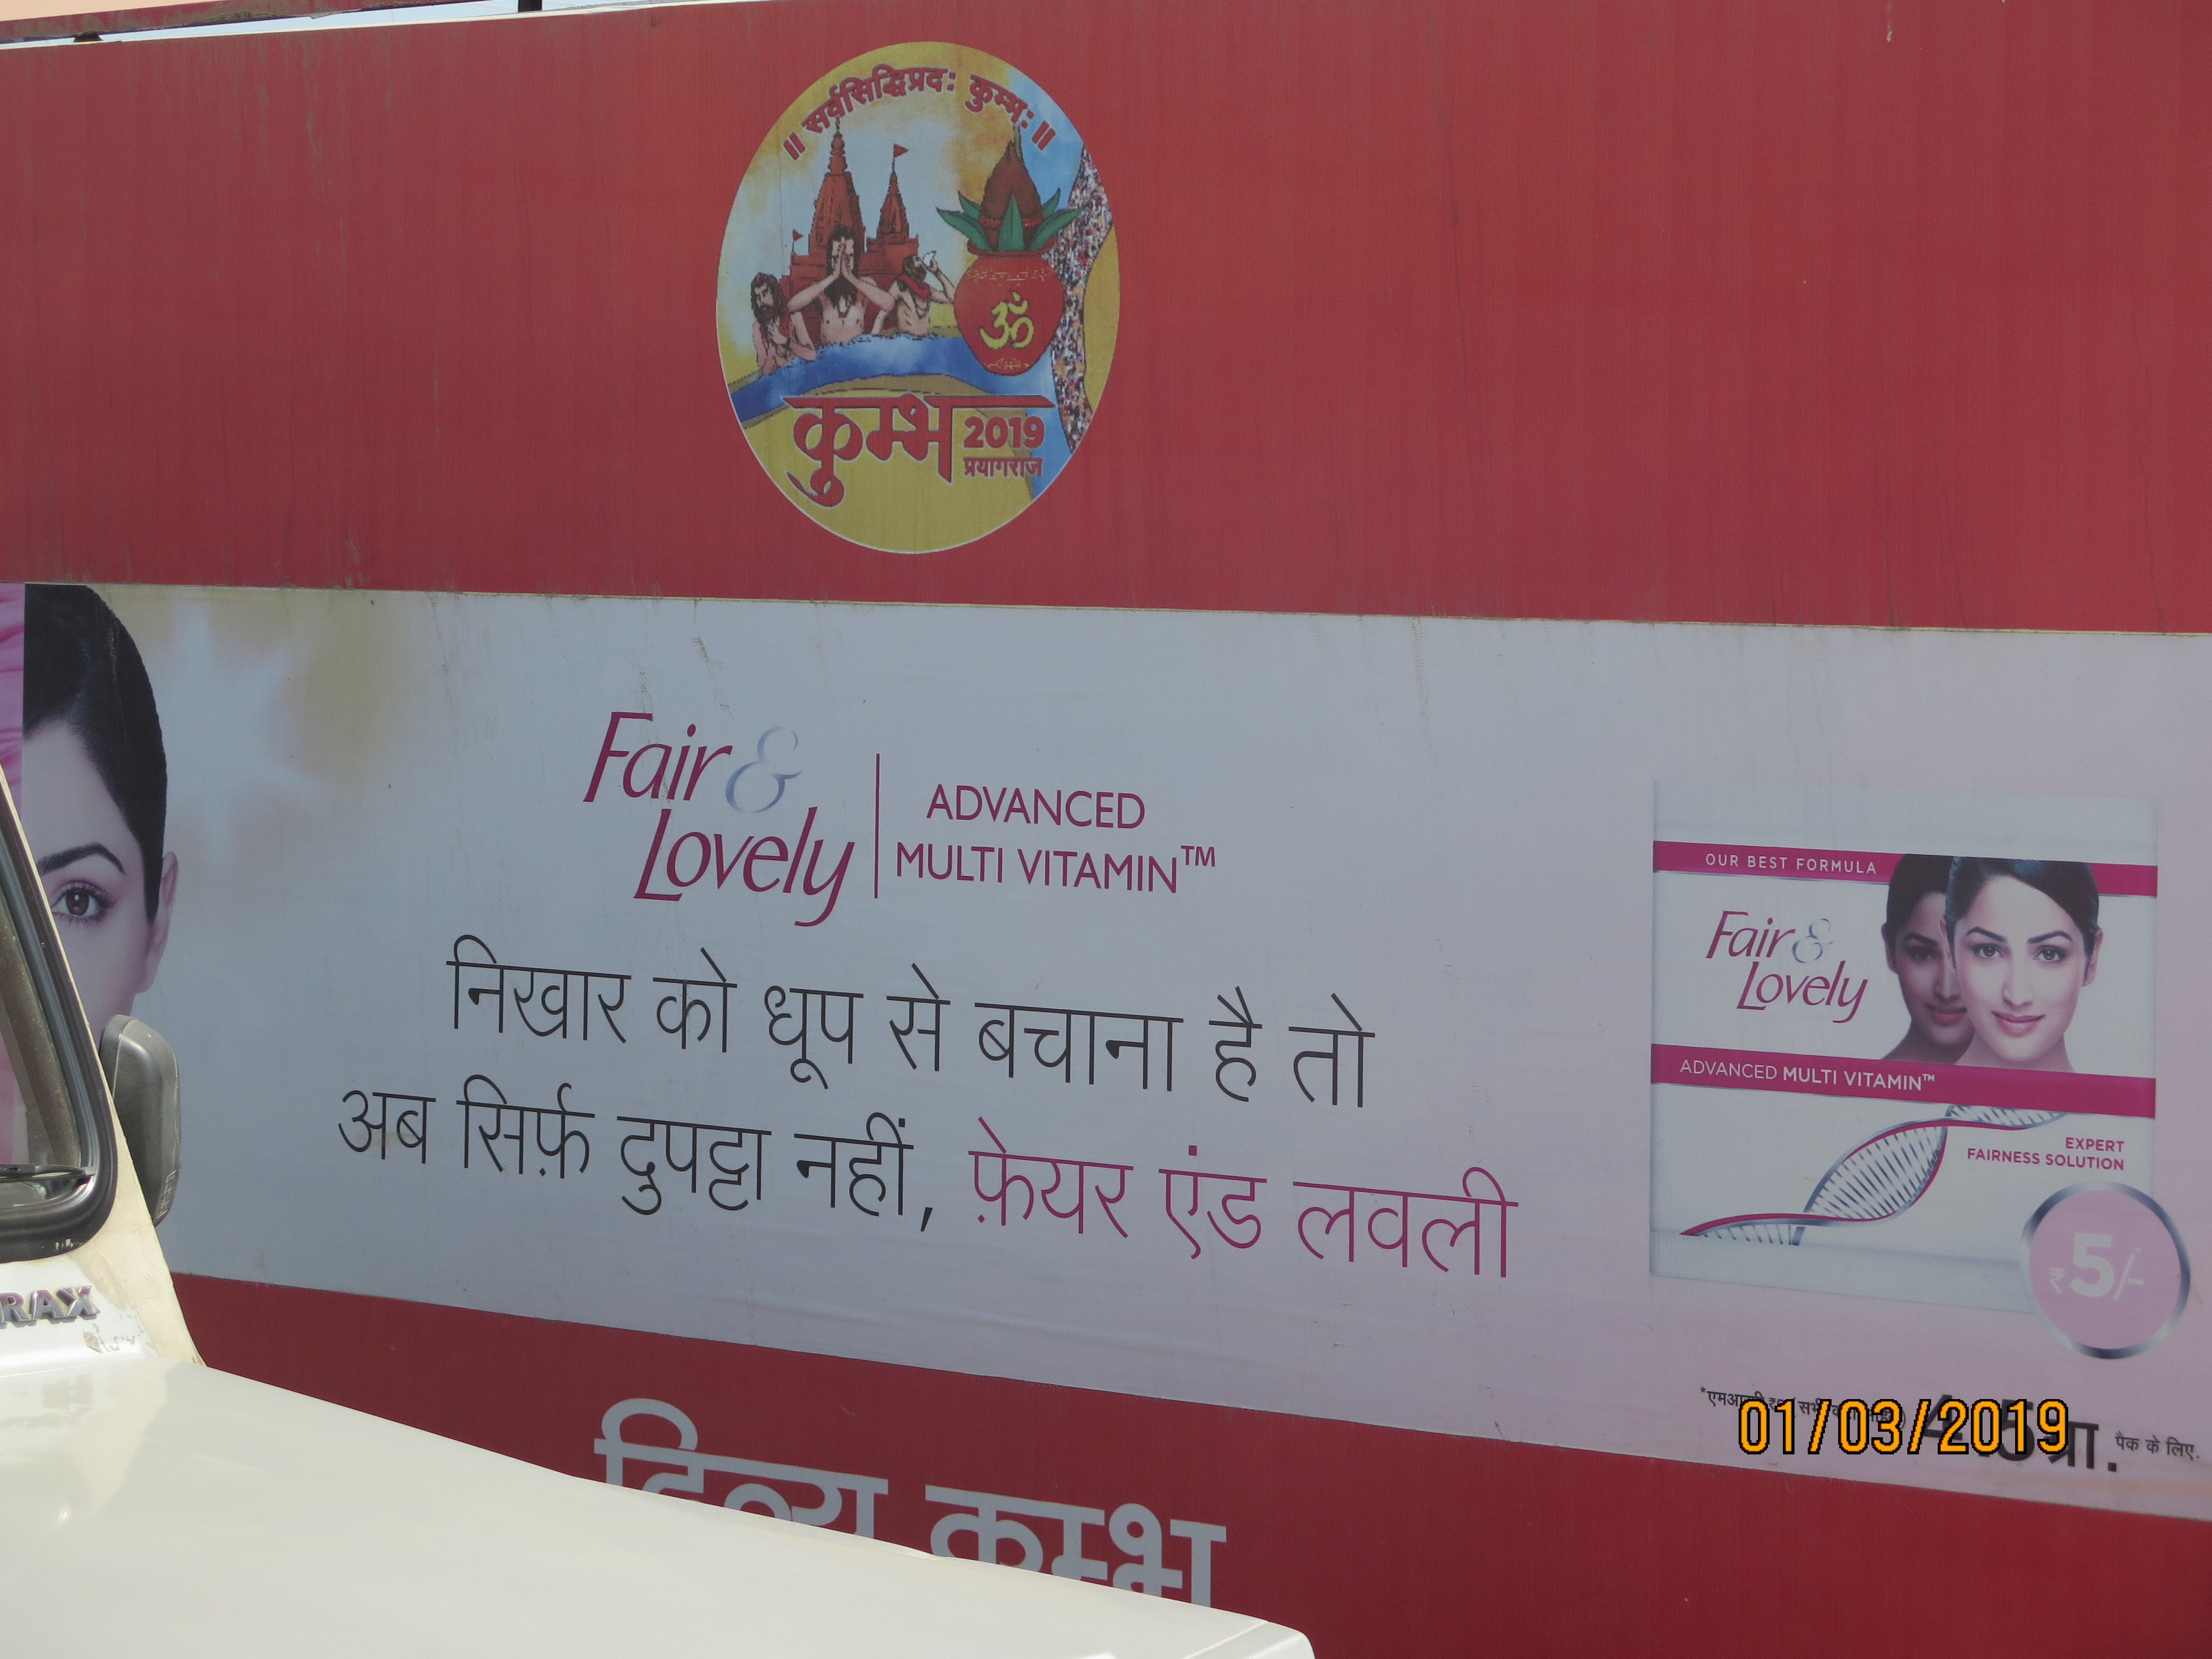 ॥ सर्वसिद्धिप्रदः कुम्भः ॥
ॐ
कुम्भ 2019
प्रयागराज
Fair &
Lovely
ADVANCED
MULTI VITAMIN™
निखार को धूप से बचाना है तो
अब सिर्फ़ दुपट्टा नहीं, फ़ेयर एंड लवली
OUR BEST FORMULA
Fair &
Lovely
ADVANCED MULTI VITAMIN™
EXPERT
FAIRNESS SOLUTION
₹5/-
पैक के लिए.
01/03/2019
RAX
दिव्य कुम्भ